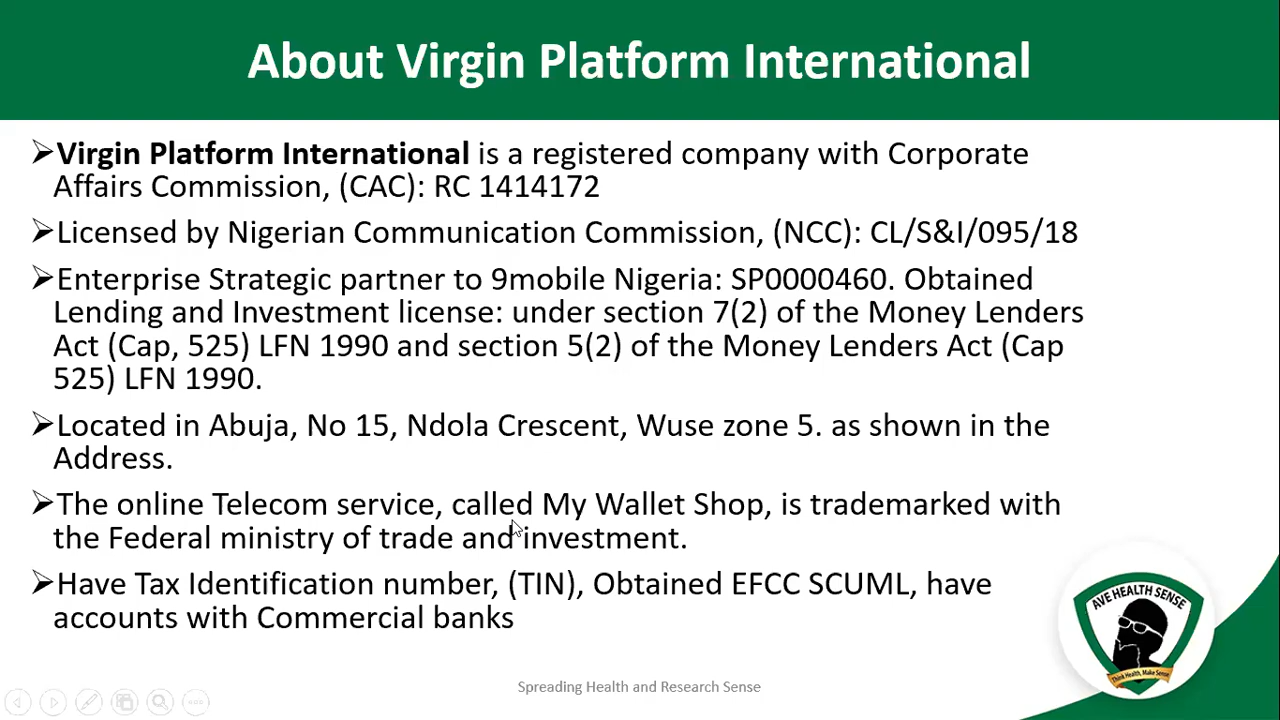 About Virgin Platform International
➢Virgin Platform International is a registered company with Corporate
Affairs Commission, (CAC): RC 1414172
➢Licensed by Nigerian Communication Commission, (NCC): CL/S&I/095/18
➢Enterprise Strategic partner to 9mobile Nigeria: SP0000460. Obtained
Lending and Investment license: under section 7(2) of the Money Lenders
Act (Cap, 525) LFN 1990 and section 5(2) of the Money Lenders Act (Cap
525) LFN 1990.
➢Located in Abuja, No 15, Ndola Crescent, Wuse zone 5. as shown in the
Address.
➢The online Telecom service, called My Wallet Shop, is trademarked with
the Federal ministry of trade and investment.
➢Have Tax Identification number, (TIN), Obtained EFCC SCUML, have
accounts with Commercial banks
AVE HEALTH SENSE
Think Health, Make Sense
Spreading Health and Research Sense